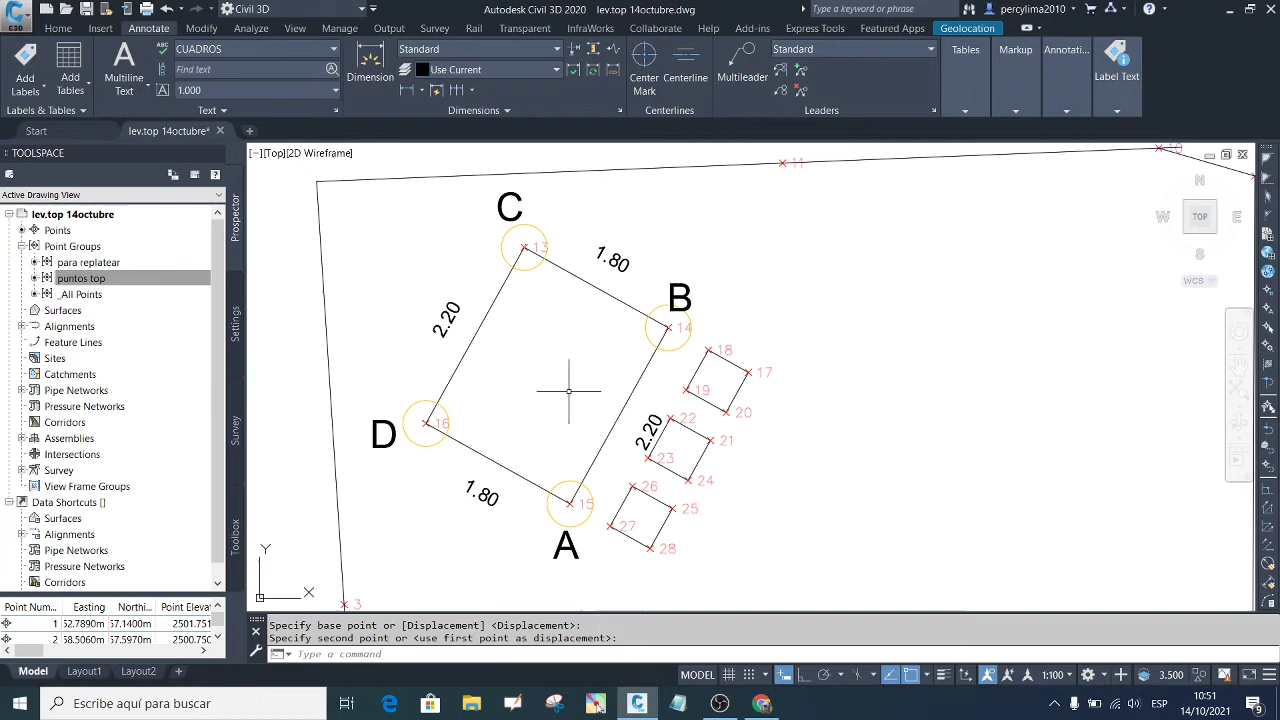 Civil 3D
Autodesk Civil 3D 2020 lev.top 14octubre.dwg
Type a keyword or phrase
percylima2010
C3D
Home Insert Annotate Modify Analyze View Manage Output Survey Rail Transparent InfraWorks Collaborate Help Add-ins Express Tools Featured Apps Geolocation
Add
Labels
Add
Tables
Multiline
Text
CUADROS
Find text
1.000
Dimension
Standard
Use Current
Center
Mark
Centerline
Multileader
Standard
Tables
Markup
Annotati...
Label Text
Labels & Tables
Text
Dimensions
Centerlines
Leaders
Start
lev.top 14octubre*
TOOLSPACE
Active Drawing View
lev.top 14octubre
Points
Point Groups
para replatear
puntos top
_All Points
Surfaces
Alignments
Feature Lines
Sites
Catchments
Pipe Networks
Pressure Networks
Corridors
Assemblies
Intersections
Survey
View Frame Groups
Data Shortcuts []
Surfaces
Alignments
Pipe Networks
Pressure Networks
Corridors
Prospector
Settings
Survey
Toolbox
Point Num... Easting Northi... Point Elevat
1 52.7890m 57.1400m 2501.751
2 58.5060m 57.5970m 2500.750
[−][Top][2D Wireframe]
11
10
C
13
1.80
B
14
2.20
18
17
19
20
D
16
2.20
22
21
23
24
1.80
15
26
25
27
28
A
3
N
W
TOP
E
S
WCS
Y
X
Specify base point or [Displacement] <Displacement>:
Specify second point or <use first point as displacement>:
Type a command
Model Layout1 Layout2
MODEL
1:100
3.500
Escribe aquí para buscar
ESP
10:51
14/10/2021